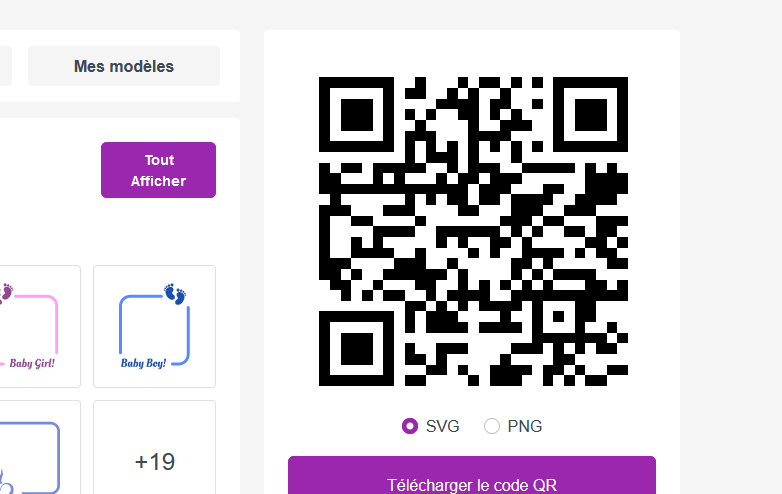 Mes modèles
Tout
Afficher
Baby Girl!
Baby Boy!
+19
SVG
PNG
Télécharger le code QR